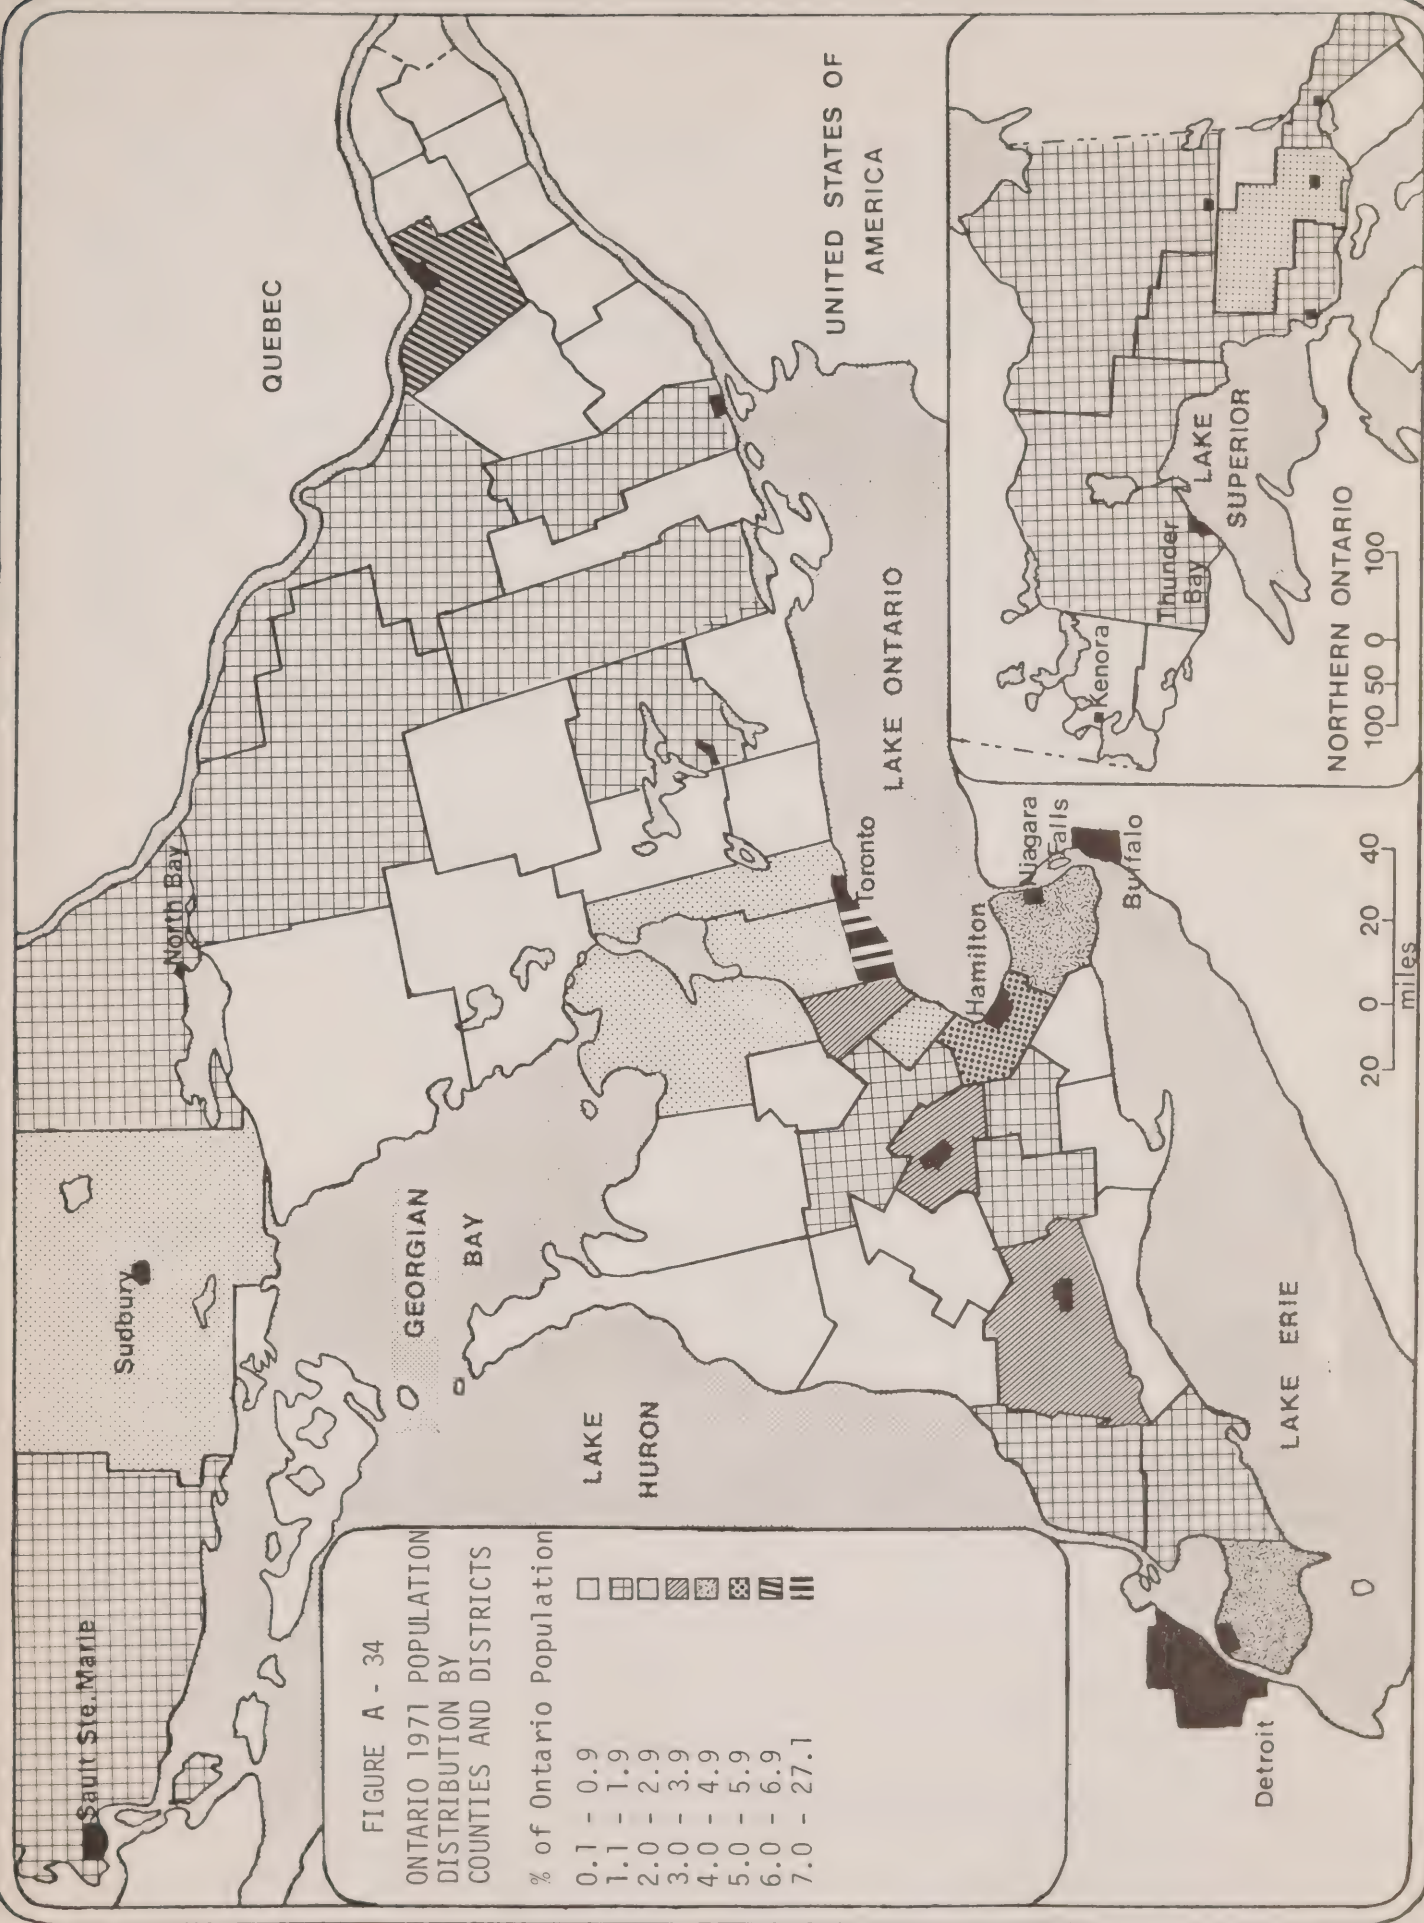 FIGURE A - 34
ONTARIO 1971 POPULATION
DISTRIBUTION BY
COUNTIES AND DISTRICTS
% of Ontario Population
0.1 - 0.9
1.1 - 1.9
2.0 - 2.9
3.0 - 3.9
4.0 - 4.9
5.0 - 5.9
6.0 - 6.9
7.0 - 27.1
Sault Ste. Marie
Sudbury
North Bay
QUEBEC
GEORGIAN
BAY
LAKE
HURON
Toronto
LAKE ONTARIO
UNITED STATES OF
AMERICA
Hamilton
Niagara
Falls
Buffalo
LAKE ERIE
Detroit
20 0 20 40
miles
Kenora
Thunder
Bay
LAKE
SUPERIOR
NORTHERN ONTARIO
100 50 0 100